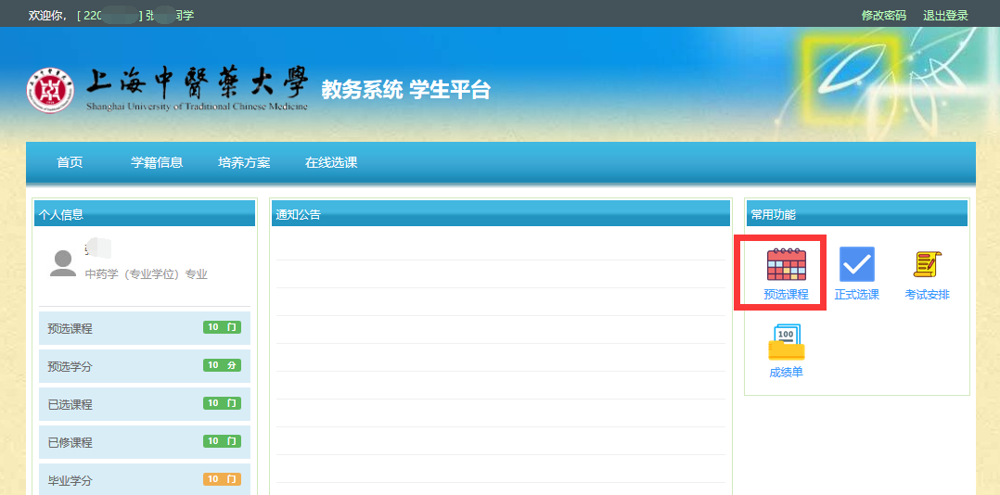 欢迎你， [ 220 ] 张 同学
修改密码 退出登录
上海中醫藥大學
Shanghai University of Traditional Chinese Medicine
教务系统 学生平台
首页 学籍信息 培养方案 在线选课
个人信息
中药学（专业学位）专业
预选课程 10 门
预选学分 10 分
已选课程 10 门
已修课程 10 门
毕业学分 10 门
通知公告
常用功能
预选课程 正式选课 考试安排
100
成绩单